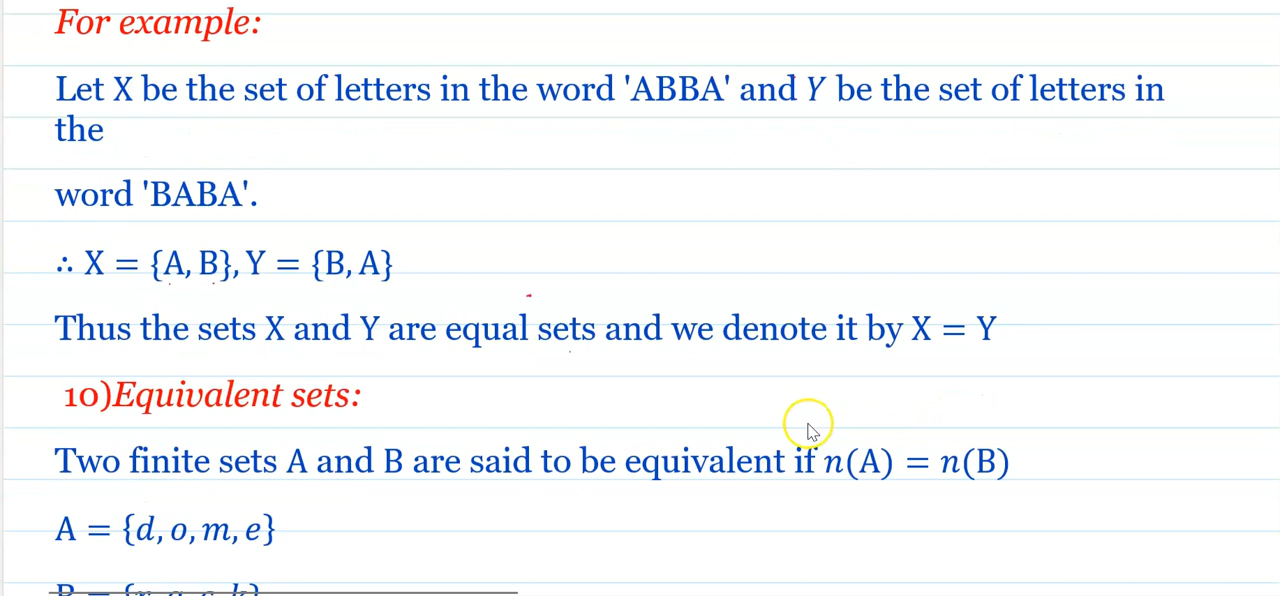 For example:
Let X be the set of letters in the word 'ABBA' and Y be the set of letters in
the
word 'BABA'.
∴ X = {A, B}, Y = {B, A}
Thus the sets X and Y are equal sets and we denote it by X = Y
10)Equivalent sets:
Two finite sets A and B are said to be equivalent if n(A) = n(B)
A = {d, o, m, e}